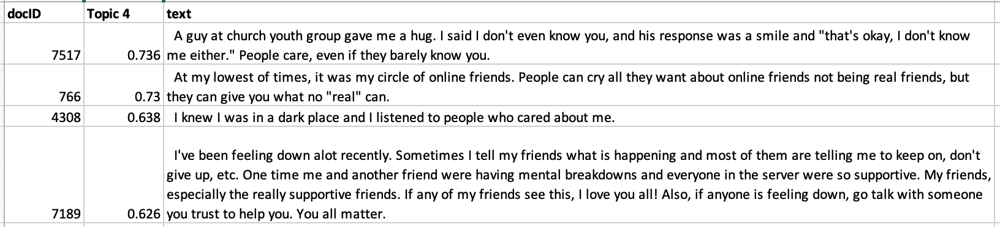 docID Topic 4 text
A guy at church youth group gave me a hug. I said I don't even know you, and his response was a smile and "that's okay, I don't know
7517 0.736 me either." People care, even if they barely know you.
At my lowest of times, it was my circle of online friends. People can cry all they want about online friends not being real friends, but
766 0.73 they can give you what no "real" can.
4308 0.638 I knew I was in a dark place and I listened to people who cared about me.
I've been feeling down alot recently. Sometimes I tell my friends what is happening and most of them are telling me to keep on, don't
give up, etc. One time me and another friend were having mental breakdowns and everyone in the server were so supportive. My friends,
especially the really supportive friends. If any of my friends see this, I love you all! Also, if anyone is feeling down, go talk with someone
7189 0.626 you trust to help you. You all matter.